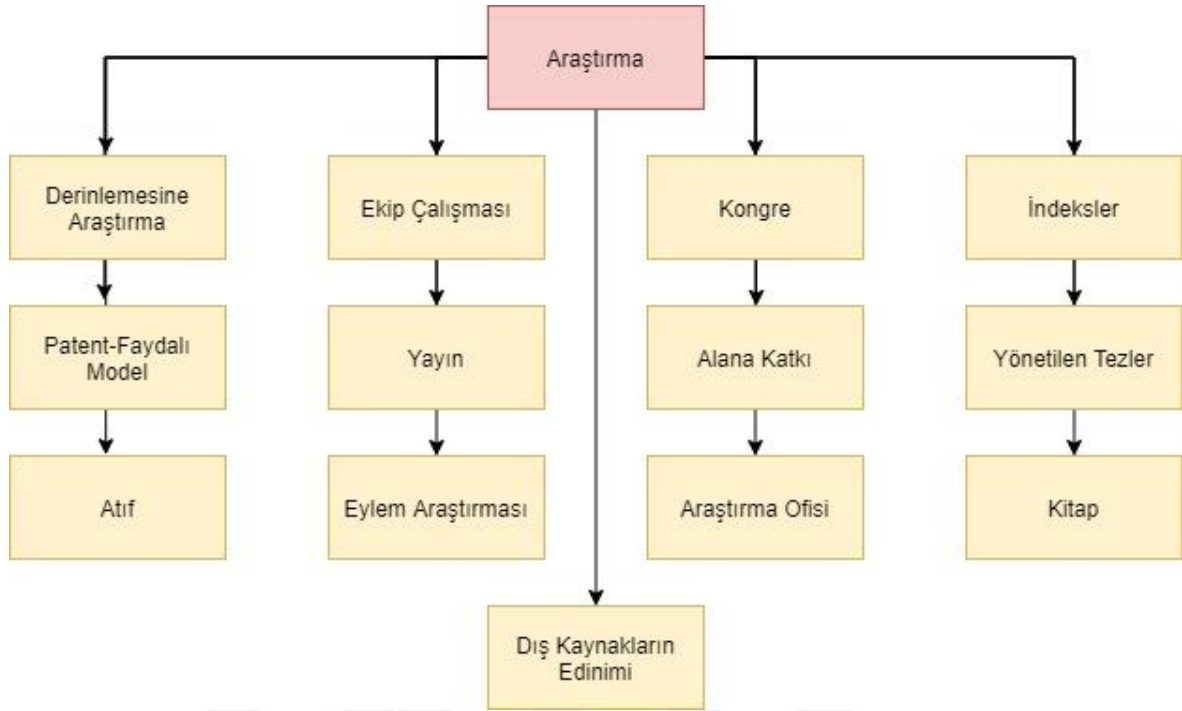 Araştırma
Derinlemesine
Araştırma
Ekip Çalışması
Kongre
İndeksler
Patent-Faydalı
Model
Yayın
Alana Katkı
Yönetilen Tezler
Atıf
Eylem Araştırması
Araştırma Ofisi
Kitap
Dış Kaynakların
Edinimi